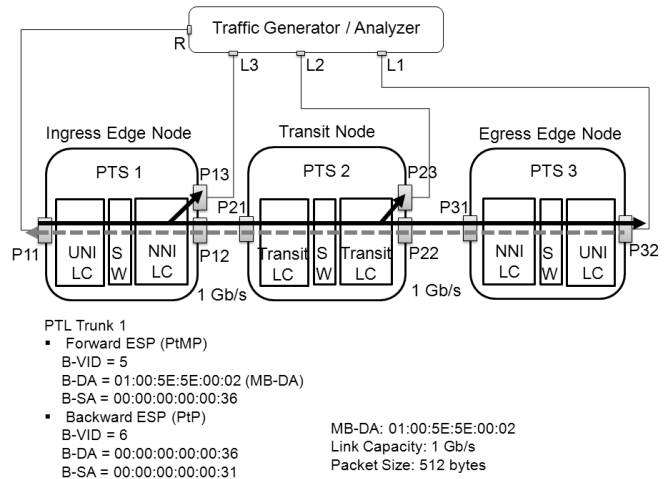 Traffic Generator / Analyzer
R
L3
L2
L1
Ingress Edge Node
Transit Node
Egress Edge Node
PTS 1
P13
PTS 2
P23
PTS 3
P21
P31
P11
UNI
LC
S
W
NNI
LC
P12
Transit
LC
S
W
Transit
LC
P22
NNI
LC
S
W
UNI
LC
P32
1 Gb/s
1 Gb/s
PTL Trunk 1
▪ Forward ESP (PtMP)
B-VID = 5
B-DA = 01:00:5E:5E:00:02 (MB-DA)
B-SA = 00:00:00:00:00:36
▪ Backward ESP (PtP)
B-VID = 6
B-DA = 00:00:00:00:00:36
B-SA = 00:00:00:00:00:31
MB-DA: 01:00:5E:5E:00:02
Link Capacity: 1 Gb/s
Packet Size: 512 bytes